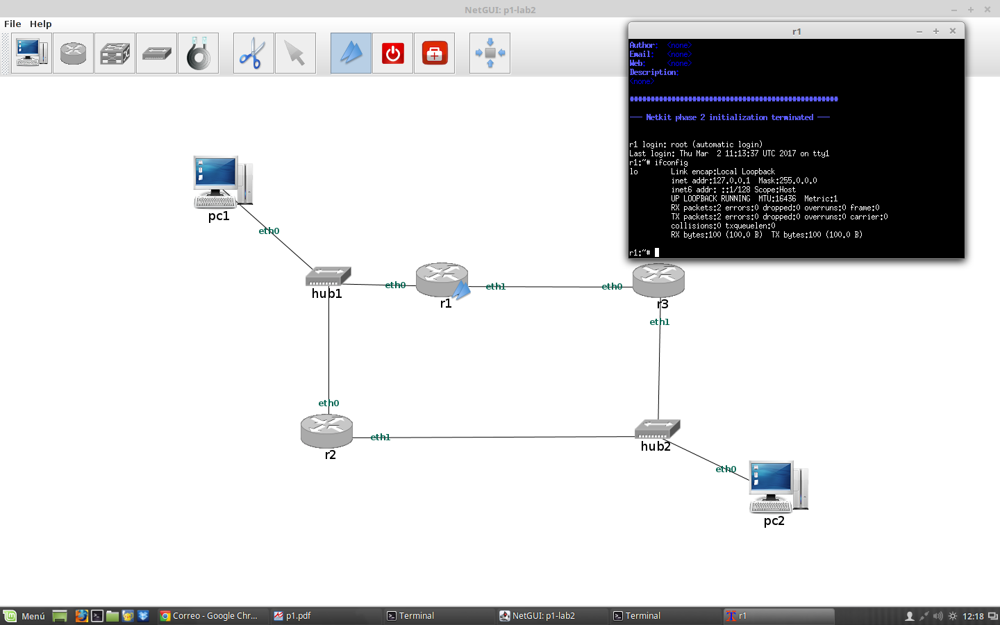 NetGUI: p1-lab2
File Help
r1
Author: <none>
Email: <none>
Web: <none>
Description:
<none>
--- Netkit phase 2 initialization terminated ---
r1 login: root (automatic login)
Last login: Thu Mar  2 11:13:37 UTC 2017 on tty1
r1:~# ifconfig
lo        Link encap:Local Loopback
inet addr:127.0.0.1  Mask:255.0.0.0
inet6 addr: ::1/128 Scope:Host
UP LOOPBACK RUNNING  MTU:16436  Metric:1
RX packets:2 errors:0 dropped:0 overruns:0 frame:0
TX packets:2 errors:0 dropped:0 overruns:0 carrier:0
collisions:0 txqueuelen:0
RX bytes:100 (100.0 B)  TX bytes:100 (100.0 B)
r1:~#
pc1
eth0
hub1
eth0
r1
eth1
eth0
r3
eth1
eth0
r2
eth1
hub2
eth0
pc2
Menú
Correo - Google Chr...
p1.pdf
Terminal
NetGUI: p1-lab2
Terminal
r1
12:18